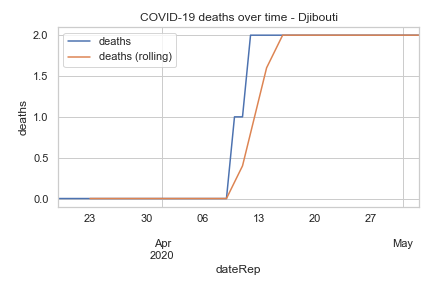 COVID-19 deaths over time - Djibouti
deaths
deaths (rolling)
2.0
1.5
1.0
0.5
0.0
deaths
23 30 06 13 20 27
Apr May
2020
dateRep